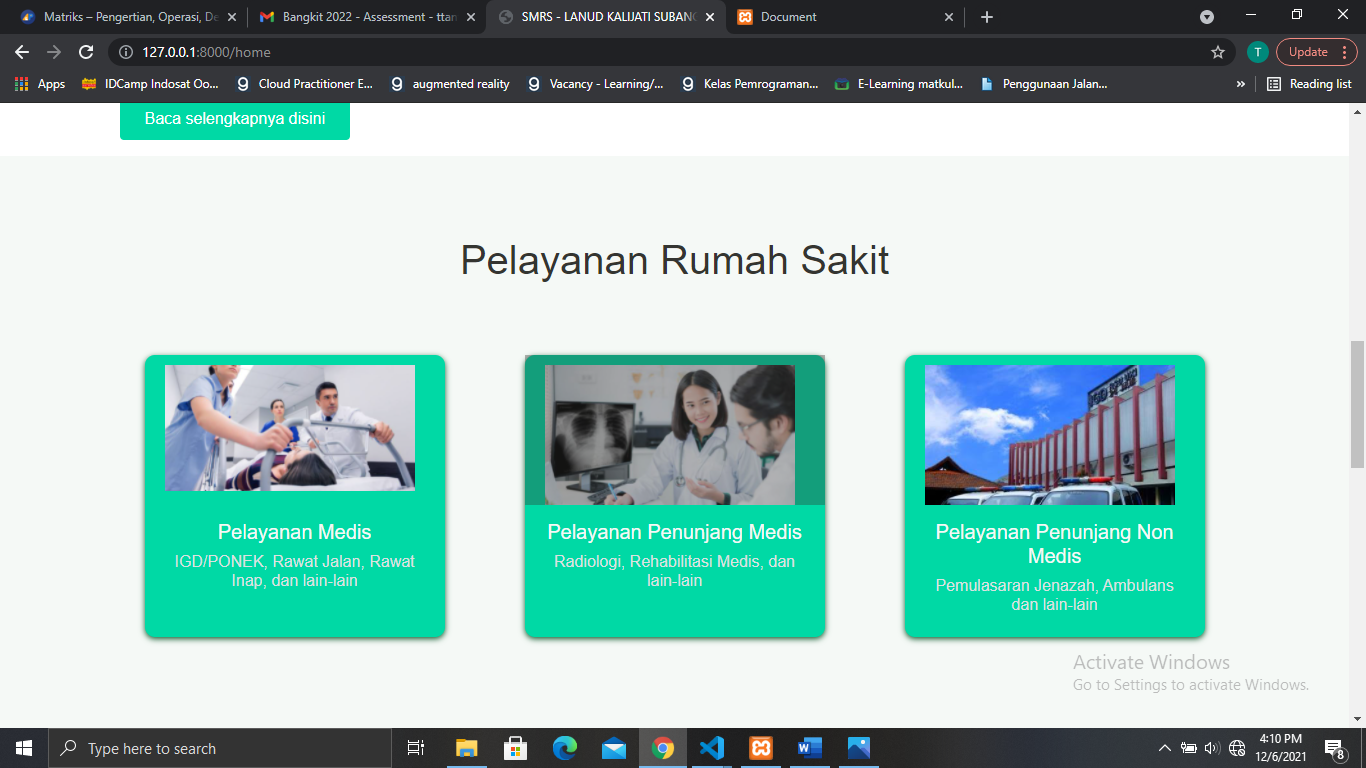 Matriks – Pengertian, Operasi, De
Bangkit 2022 - Assessment - ttan
SMRS - LANUD KALIJATI SUBANG
Document
127.0.0.1:8000/home
T
Update
Apps
IDCamp Indosat Oo...
Cloud Practitioner E...
augmented reality
Vacancy - Learning/...
Kelas Pemrograman...
E-Learning matkul...
Penggunaan Jalan...
»
Reading list
Baca selengkapnya disini
Pelayanan Rumah Sakit
Pelayanan Medis
IGD/PONEK, Rawat Jalan, Rawat
Inap, dan lain-lain
Pelayanan Penunjang Medis
Radiologi, Rehabilitasi Medis, dan
lain-lain
Pelayanan Penunjang Non
Medis
Pemulasaran Jenazah, Ambulans
dan lain-lain
Activate Windows
Go to Settings to activate Windows.
Type here to search
4:10 PM
12/6/2021
8